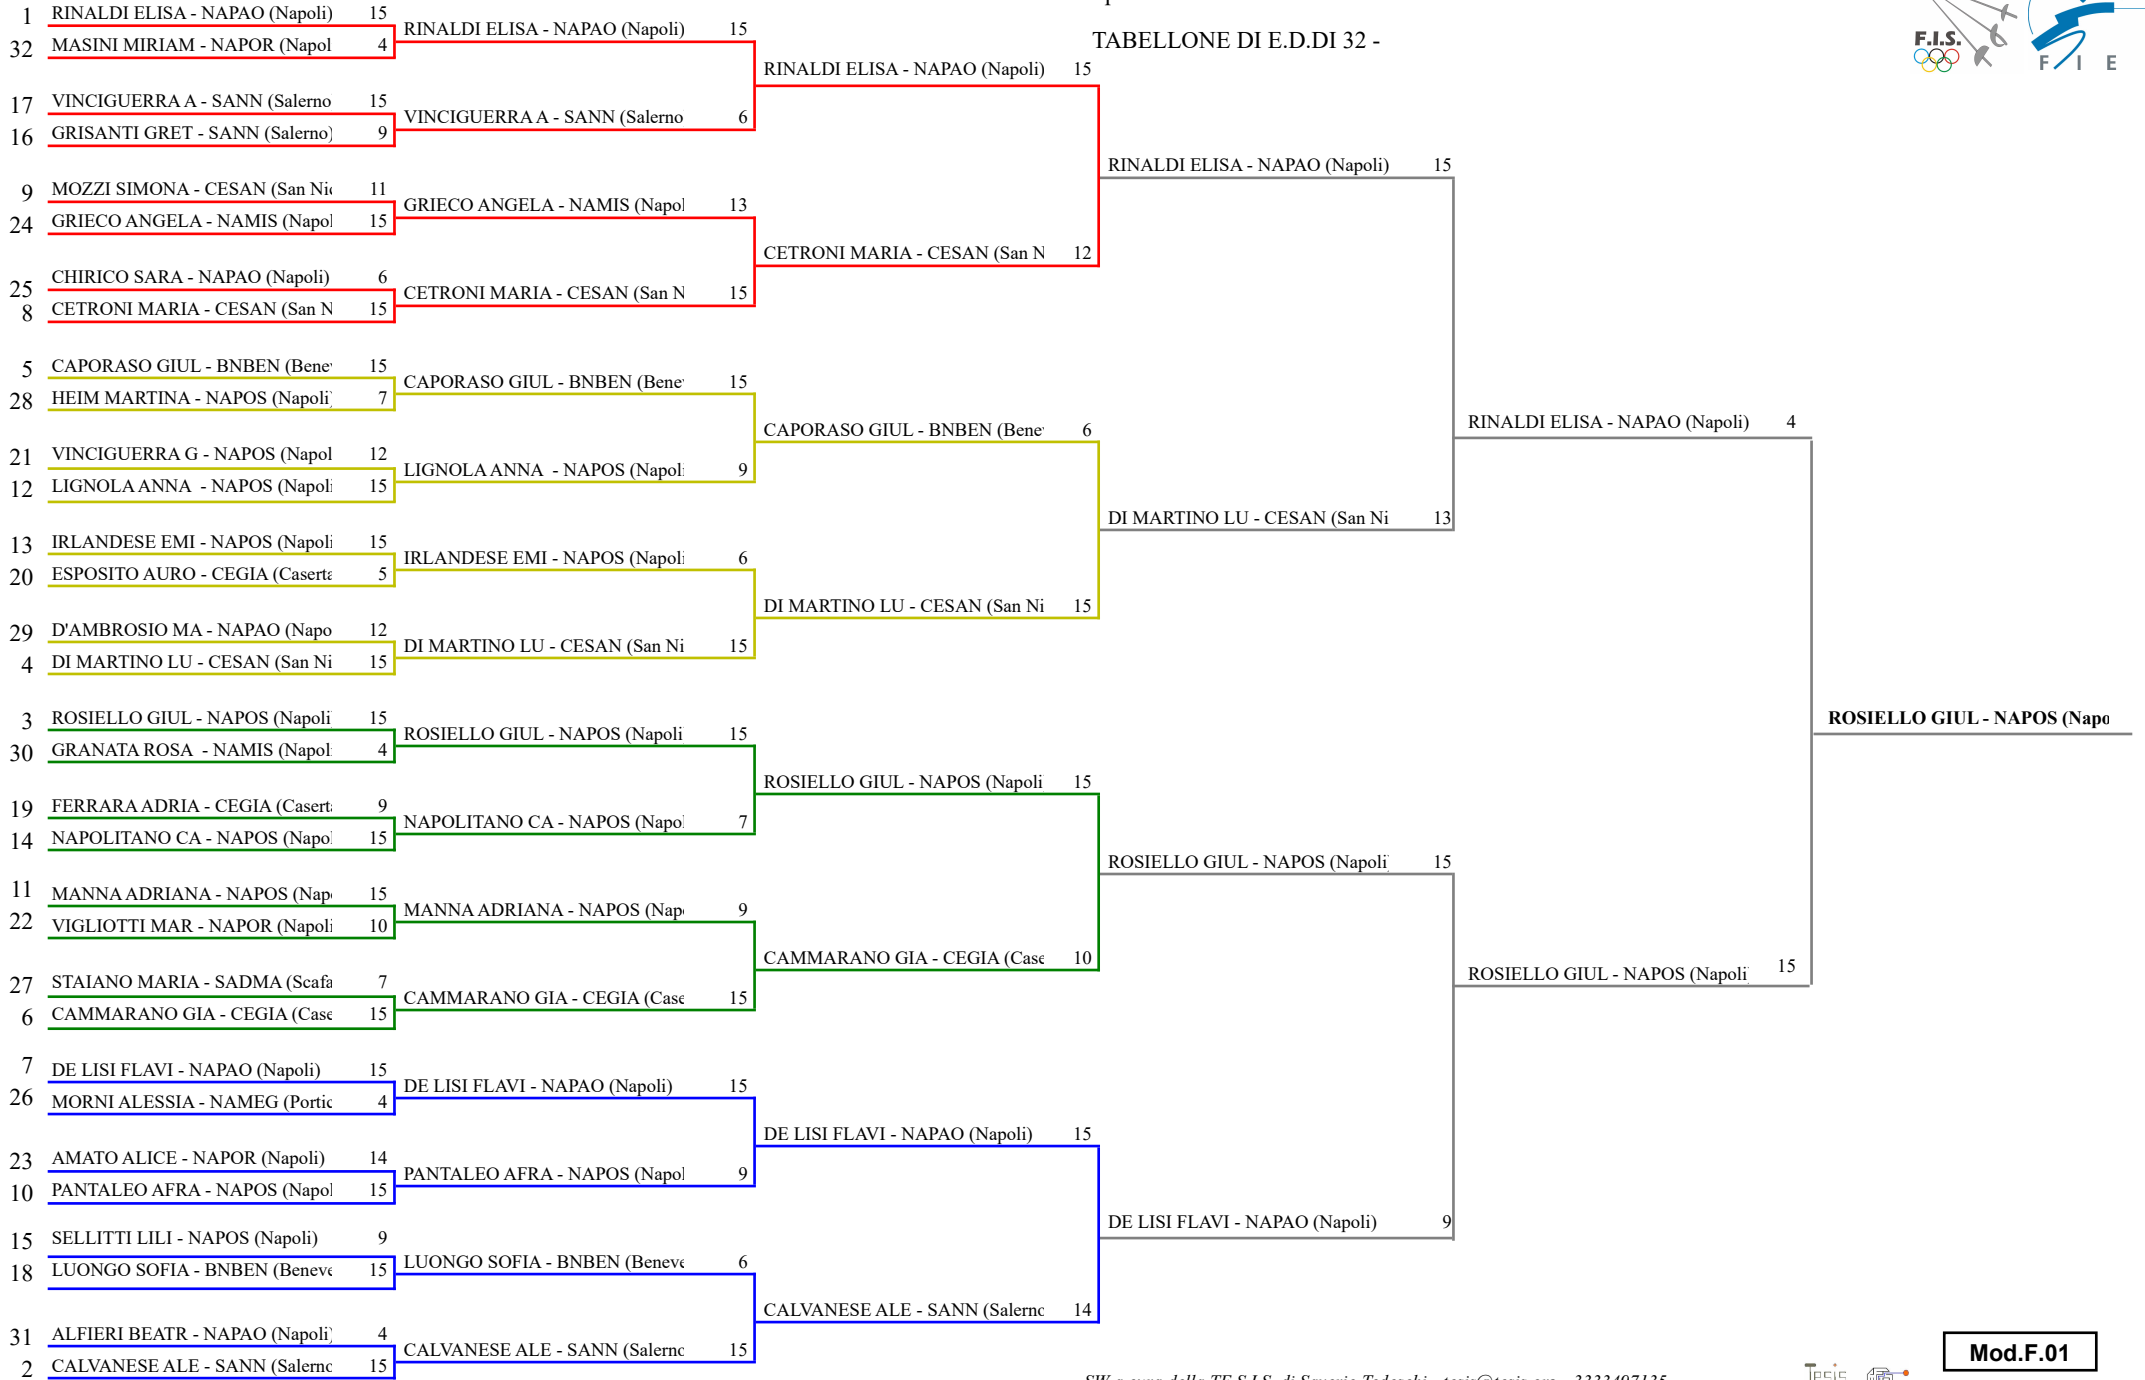 TABELLONE DI E.D.DI 32 -
F.I.S.
F I E
1 RINALDI ELISA - NAPAO (Napoli) 15
32 MASINI MIRIAM - NAPOR (Napol 4
17 VINCIGUERRA A - SANN (Salerno 15
16 GRISANTI GRET - SANN (Salerno) 9
9 MOZZI SIMONA - CESAN (San Nic 11
24 GRIECO ANGELA - NAMIS (Napol 15
25 CHIRICO SARA - NAPAO (Napoli) 6
8 CETRONI MARIA - CESAN (San N 15
5 CAPORASO GIUL - BNBEN (Bene 15
28 HEIM MARTINA - NAPOS (Napoli) 7
21 VINCIGUERRA G - NAPOS (Napol 12
12 LIGNOLA ANNA - NAPOS (Napoli 15
13 IRLANDESE EMI - NAPOS (Napoli 15
20 ESPOSITO AURO - CEGIA (Caserta 5
29 D'AMBROSIO MA - NAPAO (Napo 12
4 DI MARTINO LU - CESAN (San Ni 15
3 ROSIELLO GIUL - NAPOS (Napoli 15
30 GRANATA ROSA - NAMIS (Napoli 4
19 FERRARA ADRIA - CEGIA (Caserta 9
14 NAPOLITANO CA - NAPOS (Napol 15
11 MANNA ADRIANA - NAPOS (Nap 15
22 VIGLIOTTI MAR - NAPOR (Napoli 10
27 STAIANO MARIA - SADMA (Scafa 7
6 CAMMARANO GIA - CEGIA (Case 15
7 DE LISI FLAVI - NAPAO (Napoli) 15
26 MORNI ALESSIA - NAMEG (Portic 4
23 AMATO ALICE - NAPOR (Napoli) 14
10 PANTALEO AFRA - NAPOS (Napol 15
15 SELLITTI LILI - NAPOS (Napoli) 9
18 LUONGO SOFIA - BNBEN (Beneve 15
31 ALFIERI BEATR - NAPAO (Napoli) 4
2 CALVANESE ALE - SANN (Salerno 15
RINALDI ELISA - NAPAO (Napoli) 15
VINCIGUERRA A - SANN (Salerno 6
GRIECO ANGELA - NAMIS (Napol 13
CETRONI MARIA - CESAN (San N 15
CAPORASO GIUL - BNBEN (Bene 15
LIGNOLA ANNA - NAPOS (Napoli 9
IRLANDESE EMI - NAPOS (Napoli 6
DI MARTINO LU - CESAN (San Ni 15
ROSIELLO GIUL - NAPOS (Napoli 15
NAPOLITANO CA - NAPOS (Napol 7
MANNA ADRIANA - NAPOS (Nap 9
CAMMARANO GIA - CEGIA (Case 15
DE LISI FLAVI - NAPAO (Napoli) 15
PANTALEO AFRA - NAPOS (Napol 9
LUONGO SOFIA - BNBEN (Beneve 6
CALVANESE ALE - SANN (Salerno 15
RINALDI ELISA - NAPAO (Napoli) 15
CETRONI MARIA - CESAN (San N 12
CAPORASO GIUL - BNBEN (Bene 6
DI MARTINO LU - CESAN (San Ni 15
ROSIELLO GIUL - NAPOS (Napoli 15
CAMMARANO GIA - CEGIA (Case 10
DE LISI FLAVI - NAPAO (Napoli) 15
CALVANESE ALE - SANN (Salerno 14
RINALDI ELISA - NAPAO (Napoli) 15
DI MARTINO LU - CESAN (San Ni 13
ROSIELLO GIUL - NAPOS (Napoli 15
DE LISI FLAVI - NAPAO (Napoli) 9
RINALDI ELISA - NAPAO (Napoli) 4
ROSIELLO GIUL - NAPOS (Napoli 15
ROSIELLO GIUL - NAPOS (Napo
Mod.F.01
Tesis